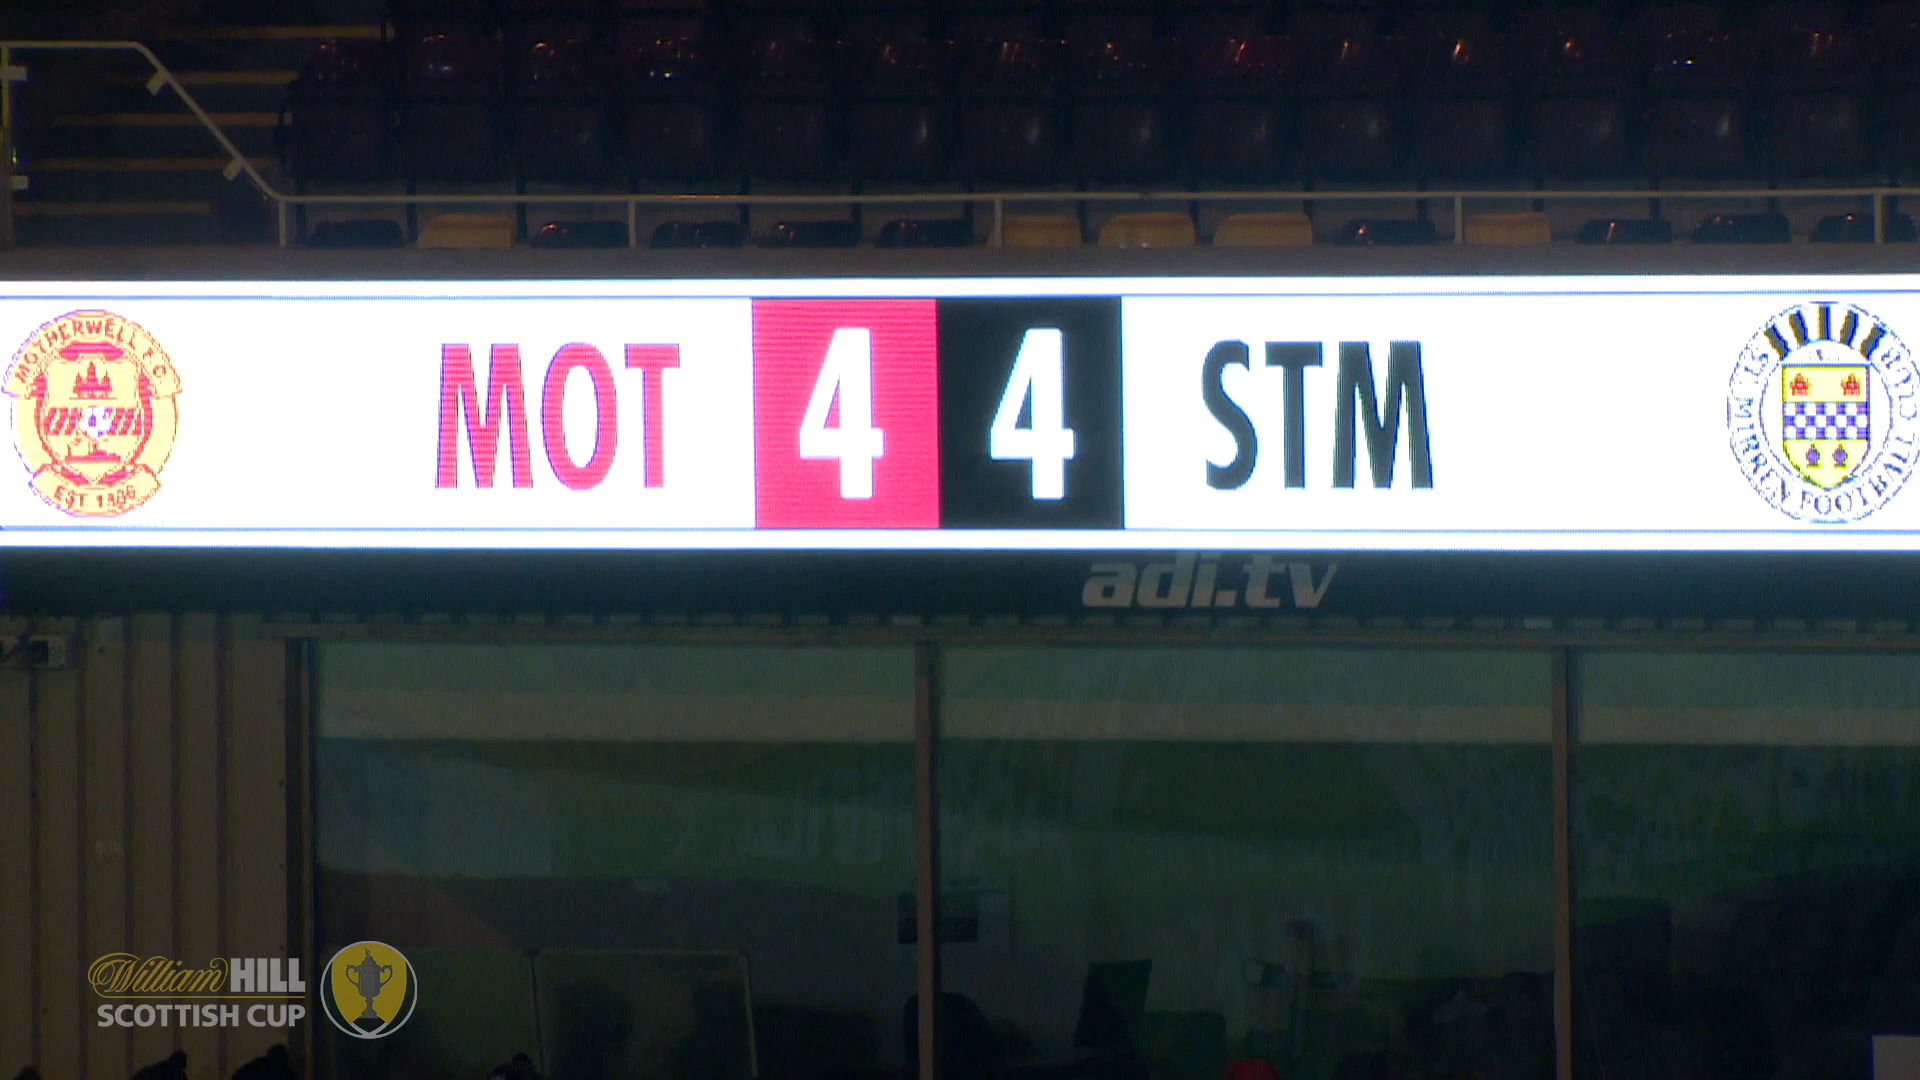 MOTHERWELL F.C.
EST 1886
MOT 4 4 STM
ST. MIRREN FOOTBALL CLUB
adi.tv
William HILL
SCOTTISH CUP